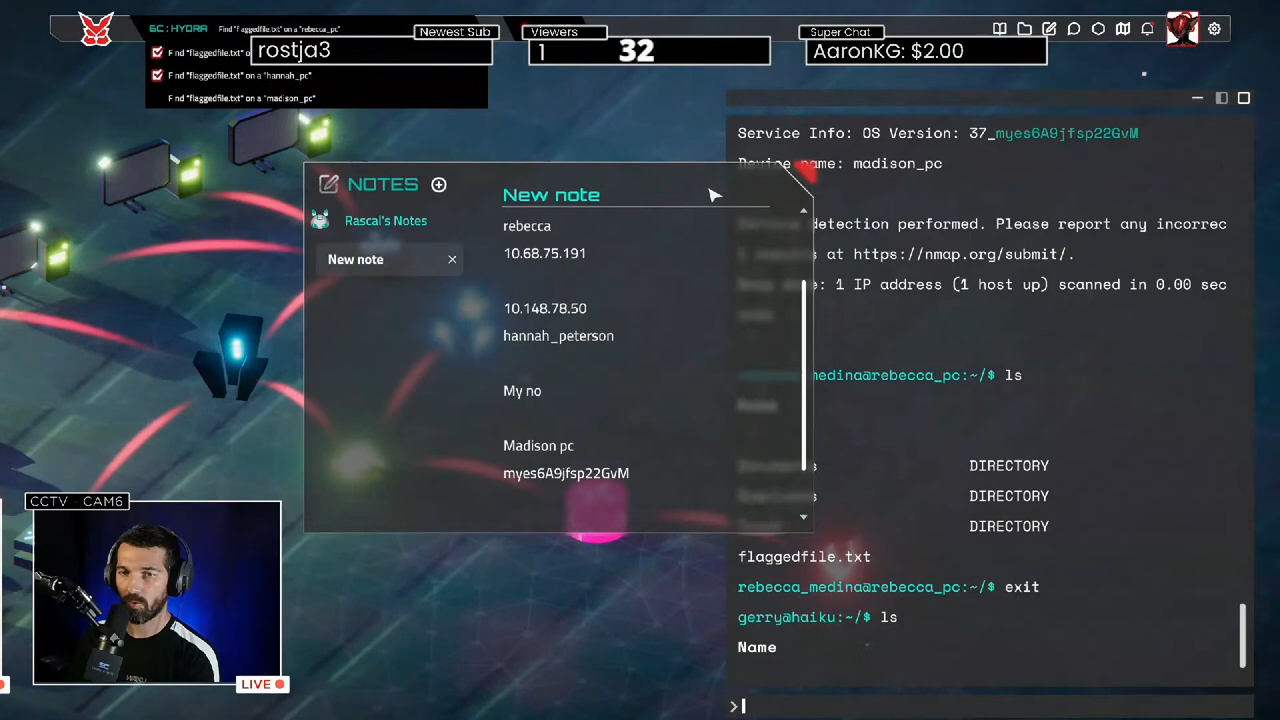 GC : HYDRA
Find "flaggedfile.txt" on a "rebecca_pc"
Find "flaggedfile.txt" o
Find "flaggedfile.txt" on a "hannah_pc"
Find "flaggedfile.txt" on a "madison_pc"
Newest Sub
rostja3
Viewers
1
32
Super Chat
AaronKG: $2.00
NOTES
Rascal's Notes
New note
New note
rebecca
10.68.75.191
10.148.78.50
hannah_peterson
My no
Madison pc
myes6A9jfsp22GvM
Service Info: OS Version: 37_myes6A9jfsp22GvM
Device name: madison_pc
detection performed. Please report any incorrec
at https://nmap.org/submit/.
: 1 IP address (1 host up) scanned in 0.00 sec
medina@rebecca_pc:~/$ ls
DIRECTORY
DIRECTORY
DIRECTORY
flaggedfile.txt
rebecca_medina@rebecca_pc:~/$ exit
gerry@haiku:~/$ ls
Name
>
CCTV - CAM6
LIVE